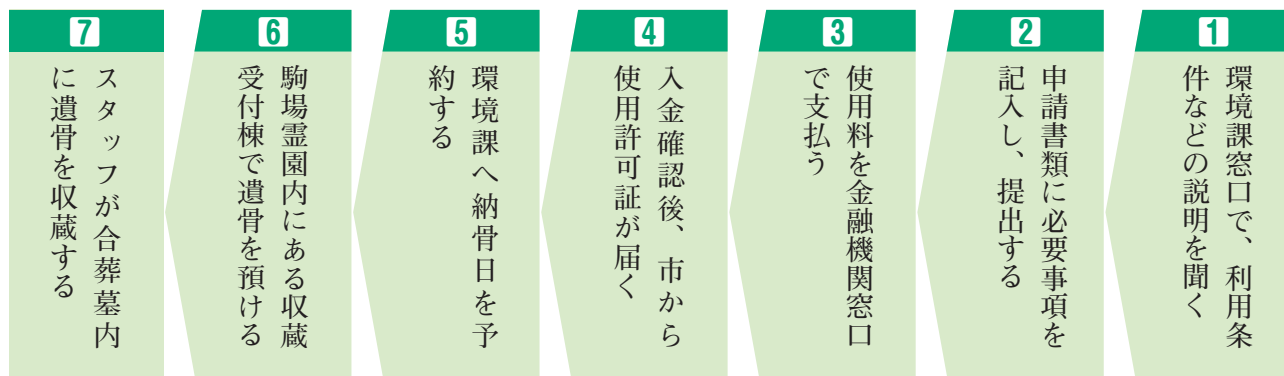 1
環境課窓口で、利用条
件などの説明を聞く
2
申請書類に必要事項を
記入し、提出する
3
使用料を金融機関窓口
で支払う
4
入金確認後、市から
使用許可証が届く
5
環境課へ納骨日を予
約する
6
駒場霊園内にある収蔵
受付棟で遺骨を預ける
7
スタッフが合葬墓内
に遺骨を収蔵する